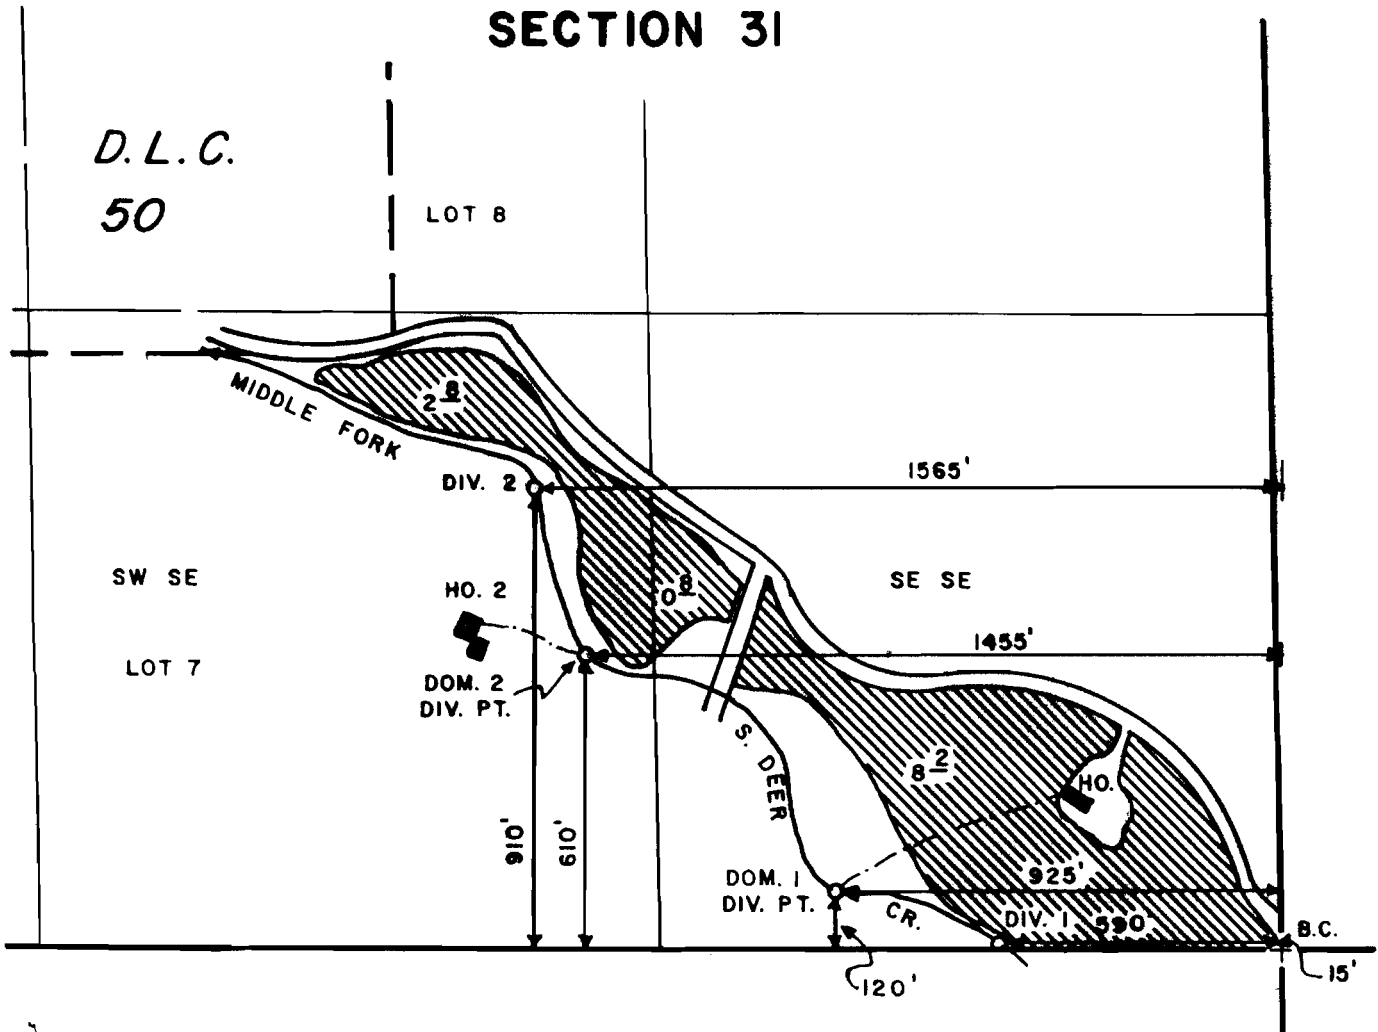 SECTION 31
D.L.C.
50
LOT 8
MIDDLE FORK
2 8
DIV. 2
1565'
SW SE
HO. 2
0 8
SE SE
1455'
LOT 7
DOM. 2
DIV. PT.
S. DEER
8 2
HO.
910'
610'
DOM. 1
DIV. PT.
925'
CR.
DIV. 1
590
B.C.
15'
120'